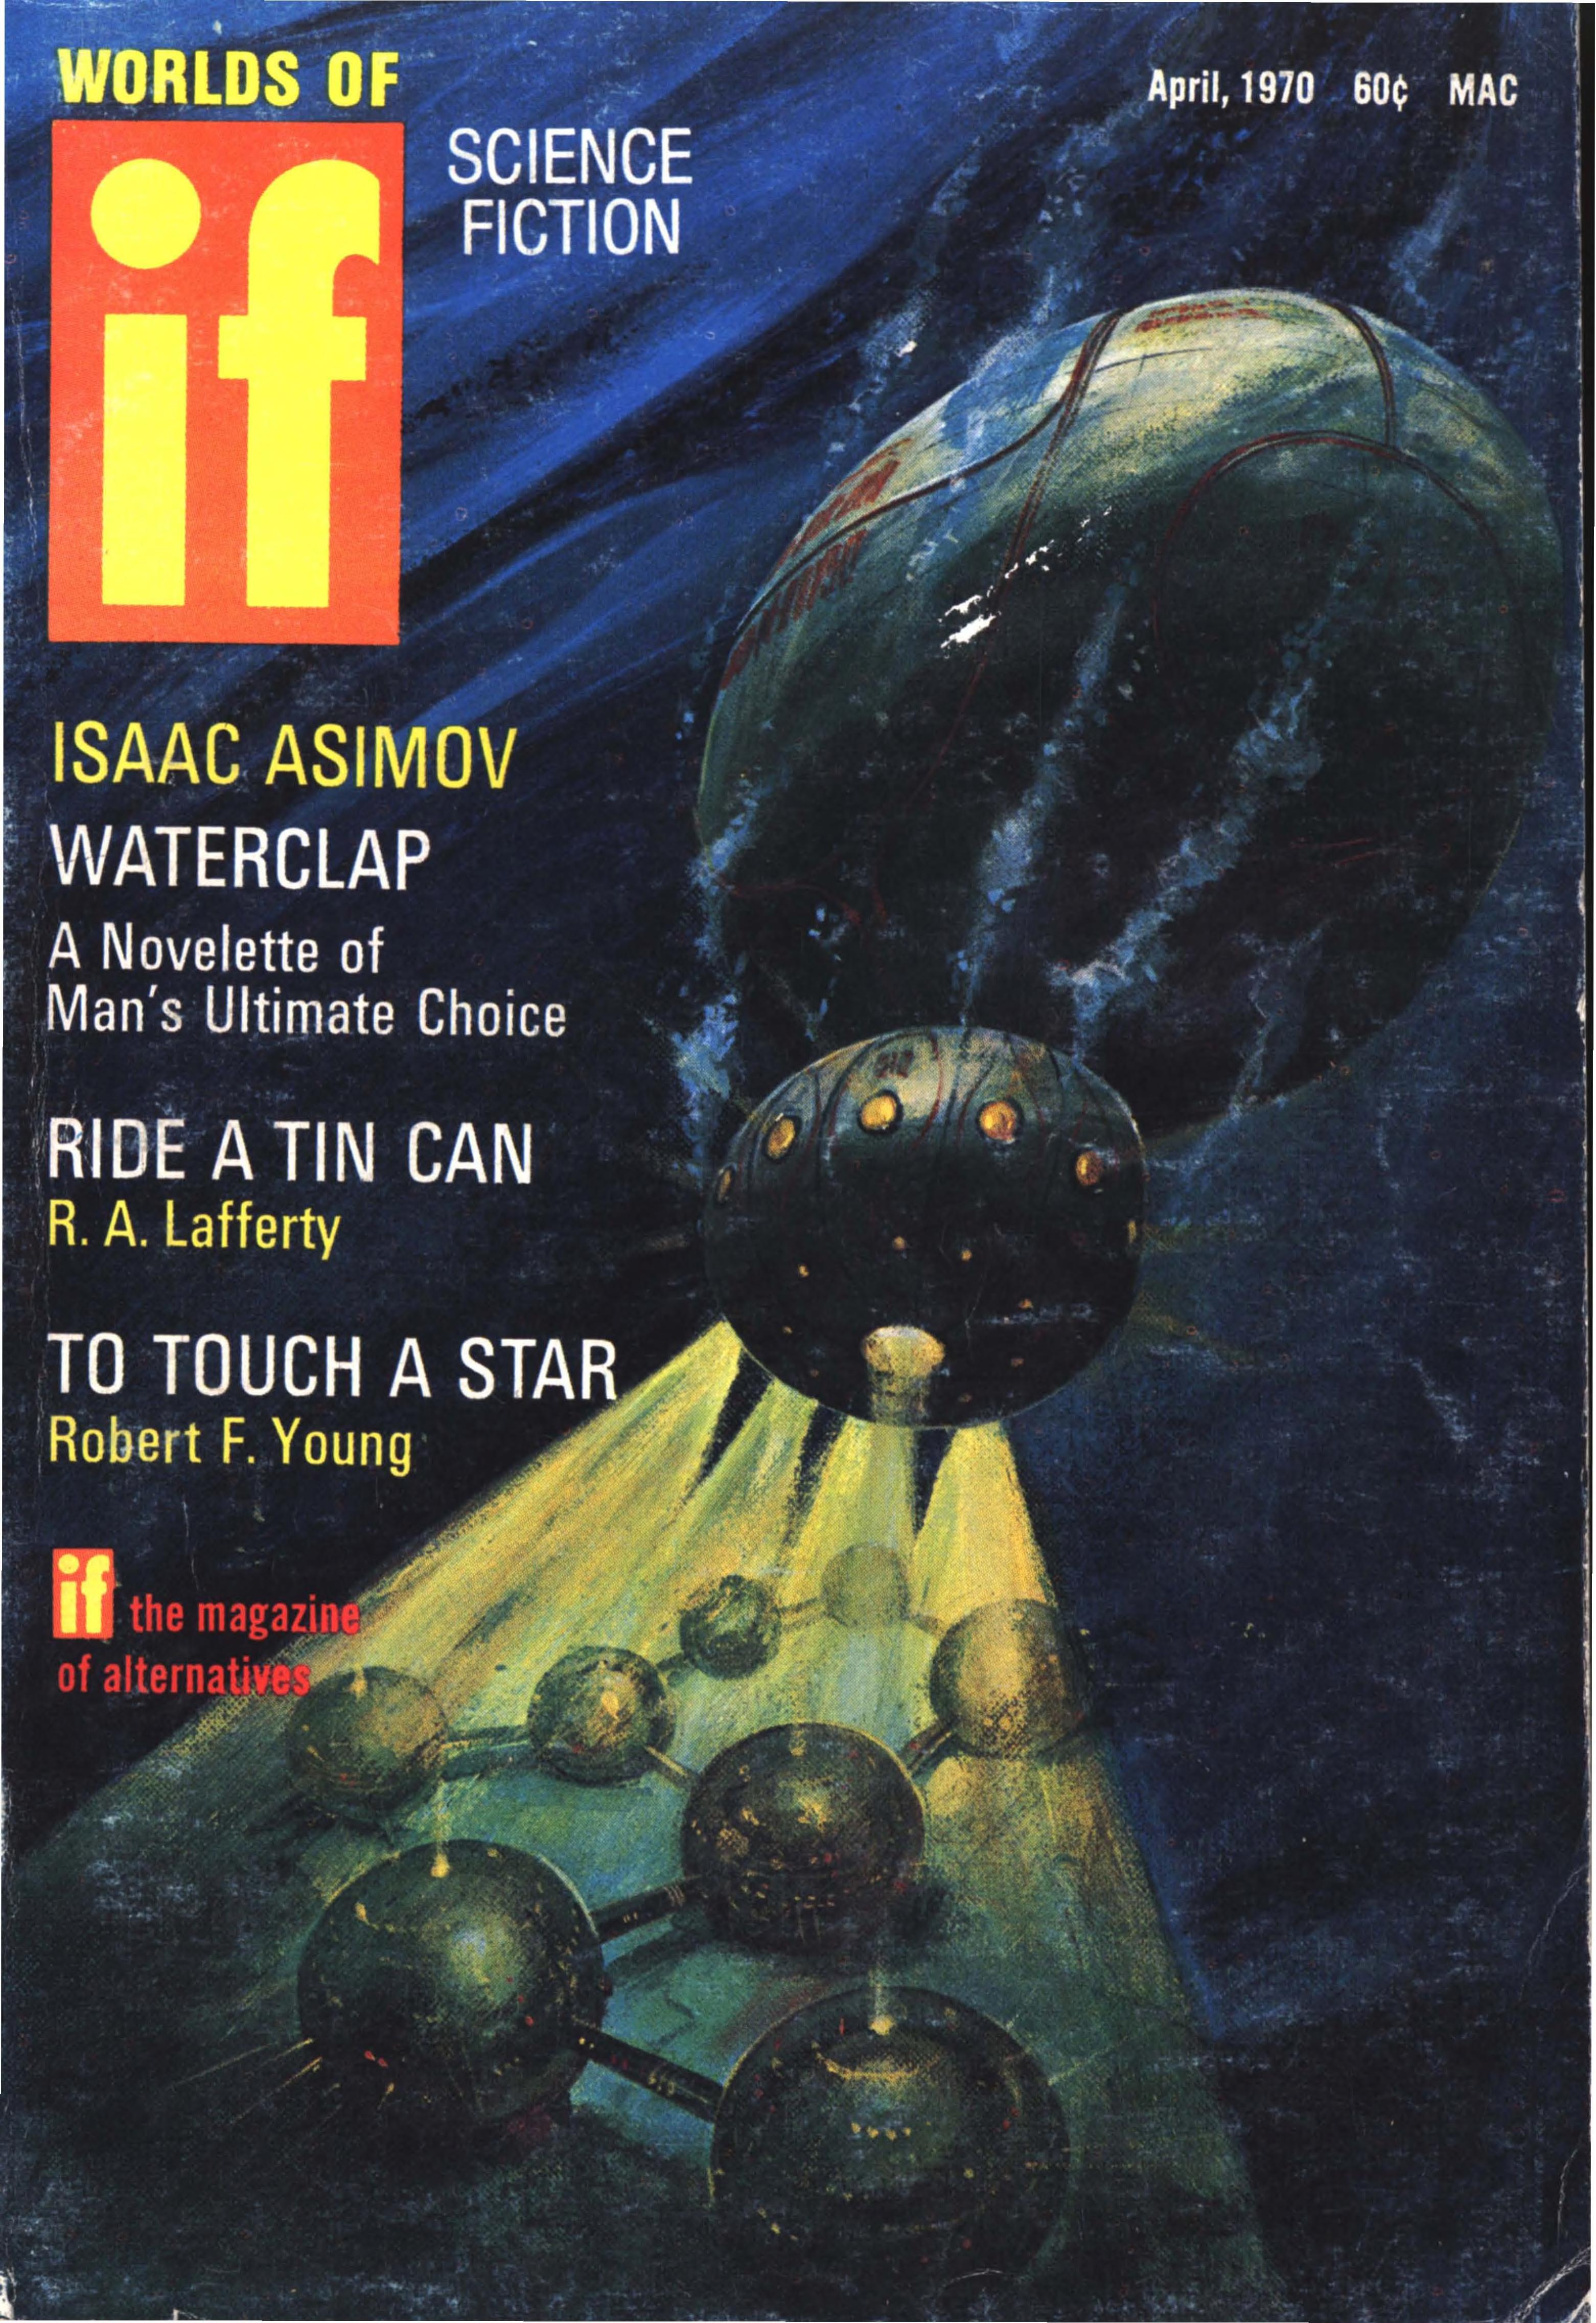 WORLDS OF
if
SCIENCE
FICTION
April, 1970 60¢ MAC
ISAAC ASIMOV
WATERCLAP
A Novelette of
Man's Ultimate Choice
RIDE A TIN CAN
R. A. Lafferty
TO TOUCH A STAR
Robert F. Young
if the magazine
of alternatives